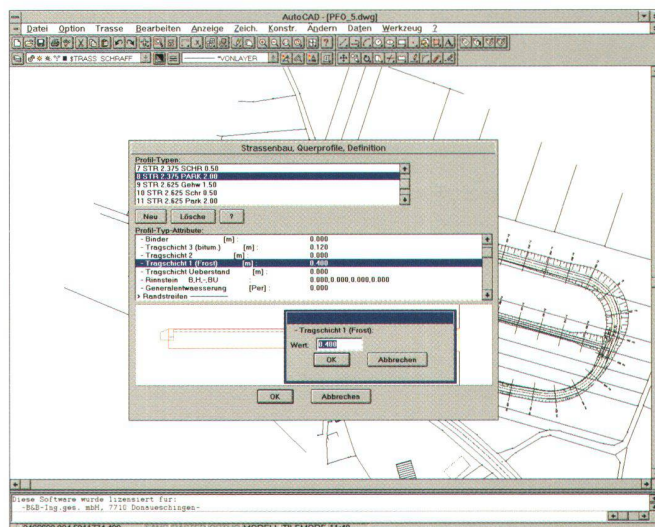 AutoCAD - [PFO_5.dwg]
Datei Option Trasse Bearbeiten Anzeige Zeich. Konstr. Ändern Daten Werkzeug ?
$TRASS_SCHRAFF *VONLAYER
Strassenbau, Querprofile, Definition
Profil-Typen:
7 STR 2.375 SCHR 0.50
8 STR 2.375 PARK 2.00
9 STR 2.625 Gehw 1.50
10 STR 2.625 Schr 0.50
11 STR 2.625 Park 2.00
Neu Lösche ?
Profil-Typ-Attribute:
- Binder [m] : 0.000
- Tragschicht 3 (bitum.) [m] : 0.120
- Tragschicht 2 [m] : 0.000
- Tragschicht 1 (Frost) [m] : 0.400
- Tragschicht Ueberstand [m] : 0.000
- Rinnstein B,H,-,BU : 0.000,0.000,0.000,0.000
- Generalentwaesserung [Per] : 0.000
> Randstreifen
- Tragschicht 1 (Frost):
Wert: 0.400
OK Abbrechen
OK Abbrechen
Diese Software wurde lizensiert fur:
-B&B-Ing.ges. mbH, 7710 Donaueschingen-